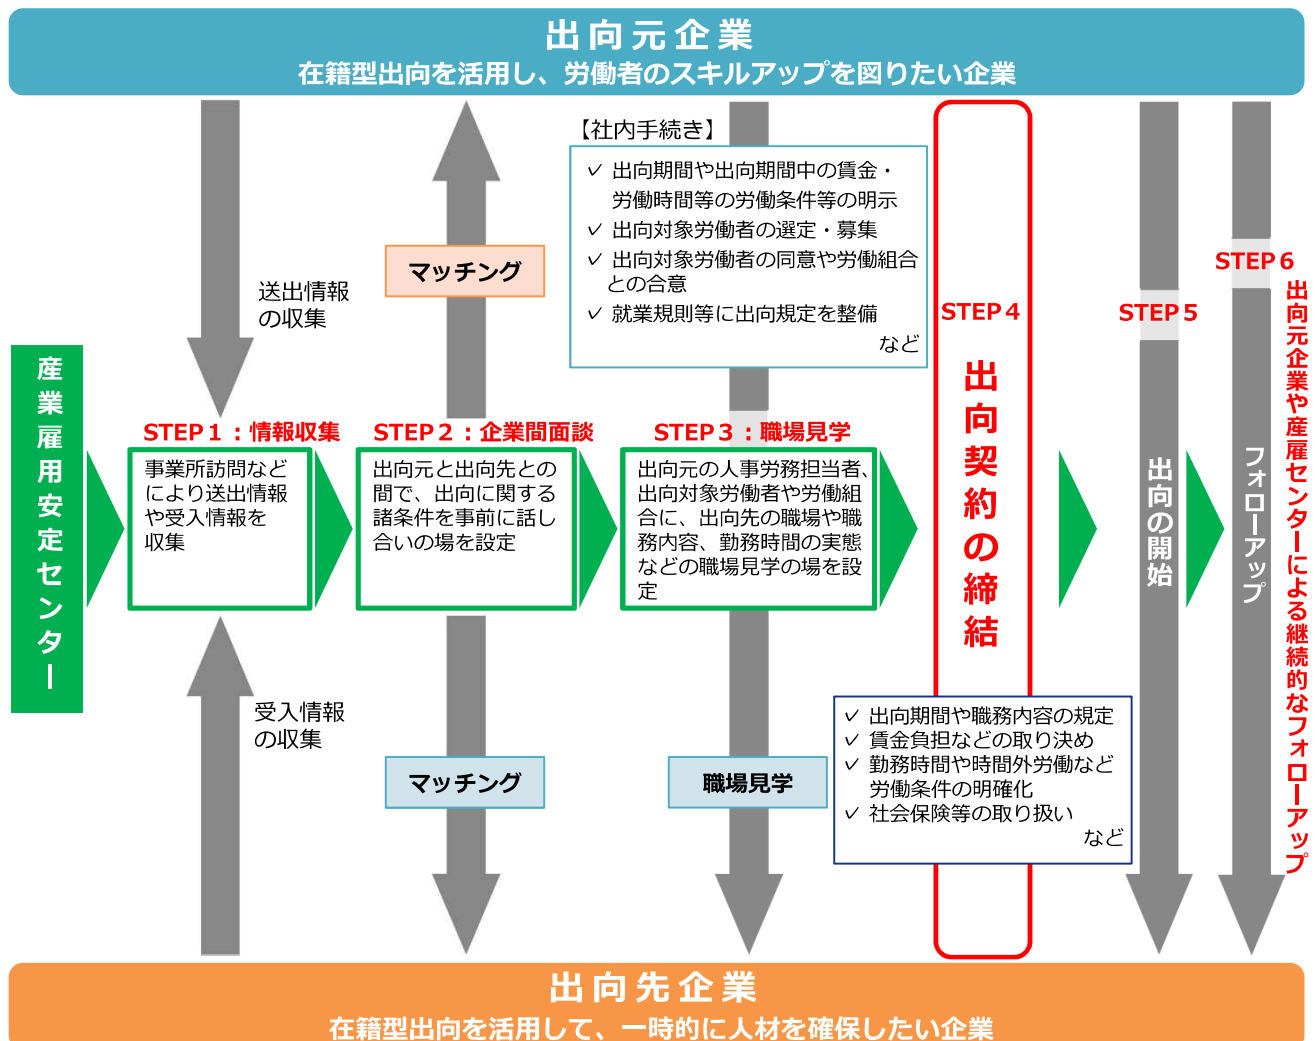 出向元企業
在籍型出向を活用し、労働者のスキルアップを図りたい企業
産業雇用安定センター
送出情報
の収集
STEP１：情報収集
事業所訪問など
により送出情報
や受入情報を
収集
受入情報
の収集
マッチング
STEP２：企業間面談
出向元と出向先との
間で、出向に関する
諸条件を事前に話し
合いの場を設定
マッチング
【社内手続き】
✓ 出向期間や出向期間中の賃金・
労働時間等の労働条件等の明示
✓ 出向対象労働者の選定・募集
✓ 出向対象労働者の同意や労働組合
との合意
✓ 就業規則等に出向規定を整備
など
STEP３：職場見学
出向元の人事労務担当者、
出向対象労働者や労働組
合に、出向先の職場や職
務内容、勤務時間の実態
などの職場見学の場を設
定
職場見学
STEP４
出向契約の締結
✓ 出向期間や職務内容の規定
✓ 賃金負担などの取り決め
✓ 勤務時間や時間外労働など
労働条件の明確化
✓ 社会保険等の取り扱い
など
STEP５
出向の開始
STEP６
フォローアップ
出向元企業や産雇センターによる継続的なフォローアップ
出向先企業
在籍型出向を活用して、一時的に人材を確保したい企業